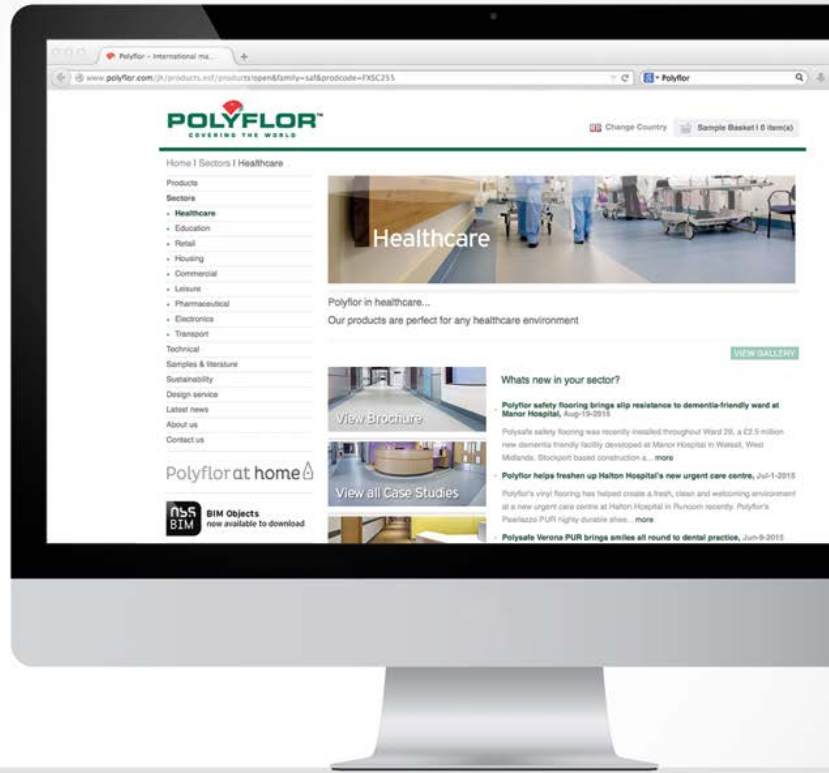 Polyflor – International ma...
www.polyflor.com/jk/products.nsf/products/open&family=saf&prodcode=FXSC255
Polyflor
POLYFLOR™
COVERING THE WORLD
Change Country
Sample Basket | 0 item(s)
Home | Sectors | Healthcare
Products
Sectors
Healthcare
Education
Retail
Housing
Commercial
Leisure
Pharmaceutical
Electronics
Transport
Technical
Samples & literature
Sustainability
Design service
Latest news
About us
Contact us
Polyflor at home
nbs
BIM
BIM Objects
now available to download
Healthcare
Polyflor in healthcare...
Our products are perfect for any healthcare environment
VIEW GALLERY
View Brochure
View all Case Studies
Whats new in your sector?
Polyflor safety flooring brings slip resistance to dementia-friendly ward at
Manor Hospital, Aug-19-2015
Polysafe safety flooring was recently installed throughout Ward 29, a £2.5 million
new dementia friendly facility developed at Manor Hospital in Walsall, West
Midlands. Stockport based construction a... more
Polyflor helps freshen up Halton Hospital's new urgent care centre, Jul-1-2015
Polyflor's vinyl flooring has helped create a fresh, clean and welcoming environment
at a new urgent care centre at Halton Hospital in Runcorn recently. Polyflor's
Pearlazzo PUR highly durable shee... more
Polysafe Verona PUR brings smiles all round to dental practice, Jun-9-2015